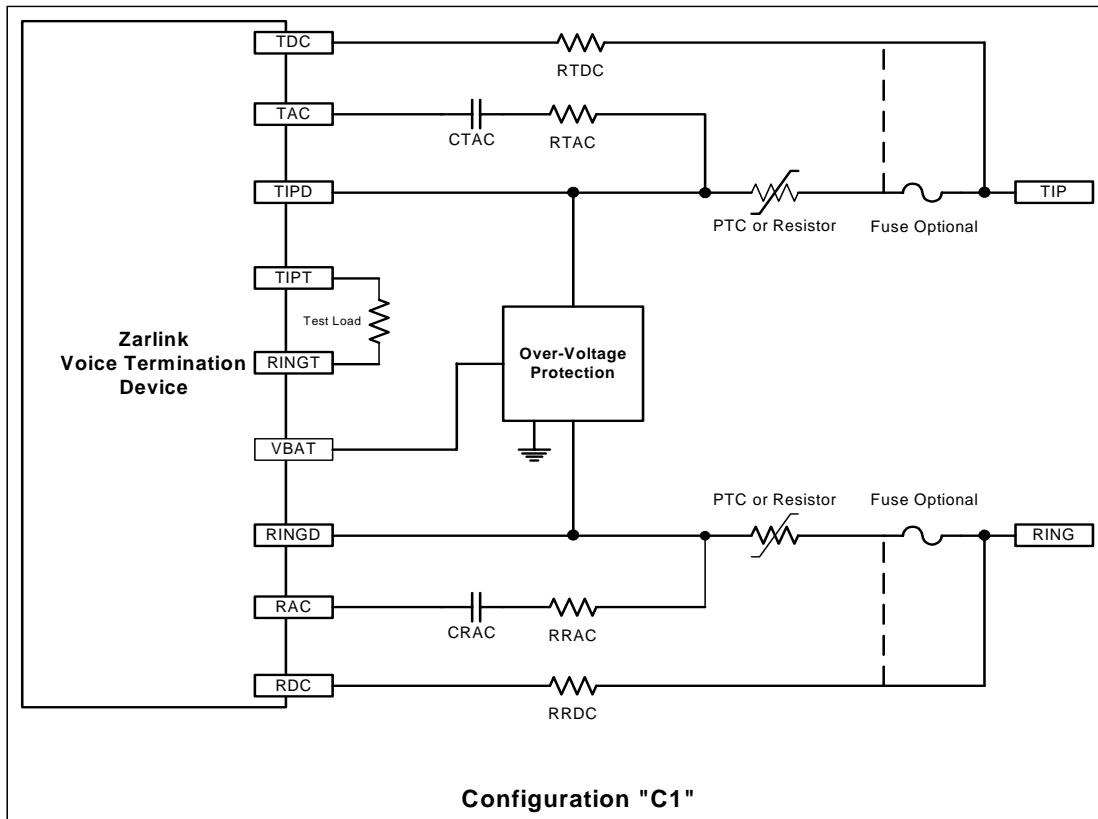 TDC
RTDC
TAC
CTAC
RTAC
TIPD
TIP
PTC or Resistor
Fuse Optional
TIPT
Test Load
Zarlink
Voice Termination
Device
RINGT
Over-Voltage
Protection
VBAT
PTC or Resistor
Fuse Optional
RINGD
RING
RAC
CRAC
RRAC
RDC
RRDC
Configuration "C1"